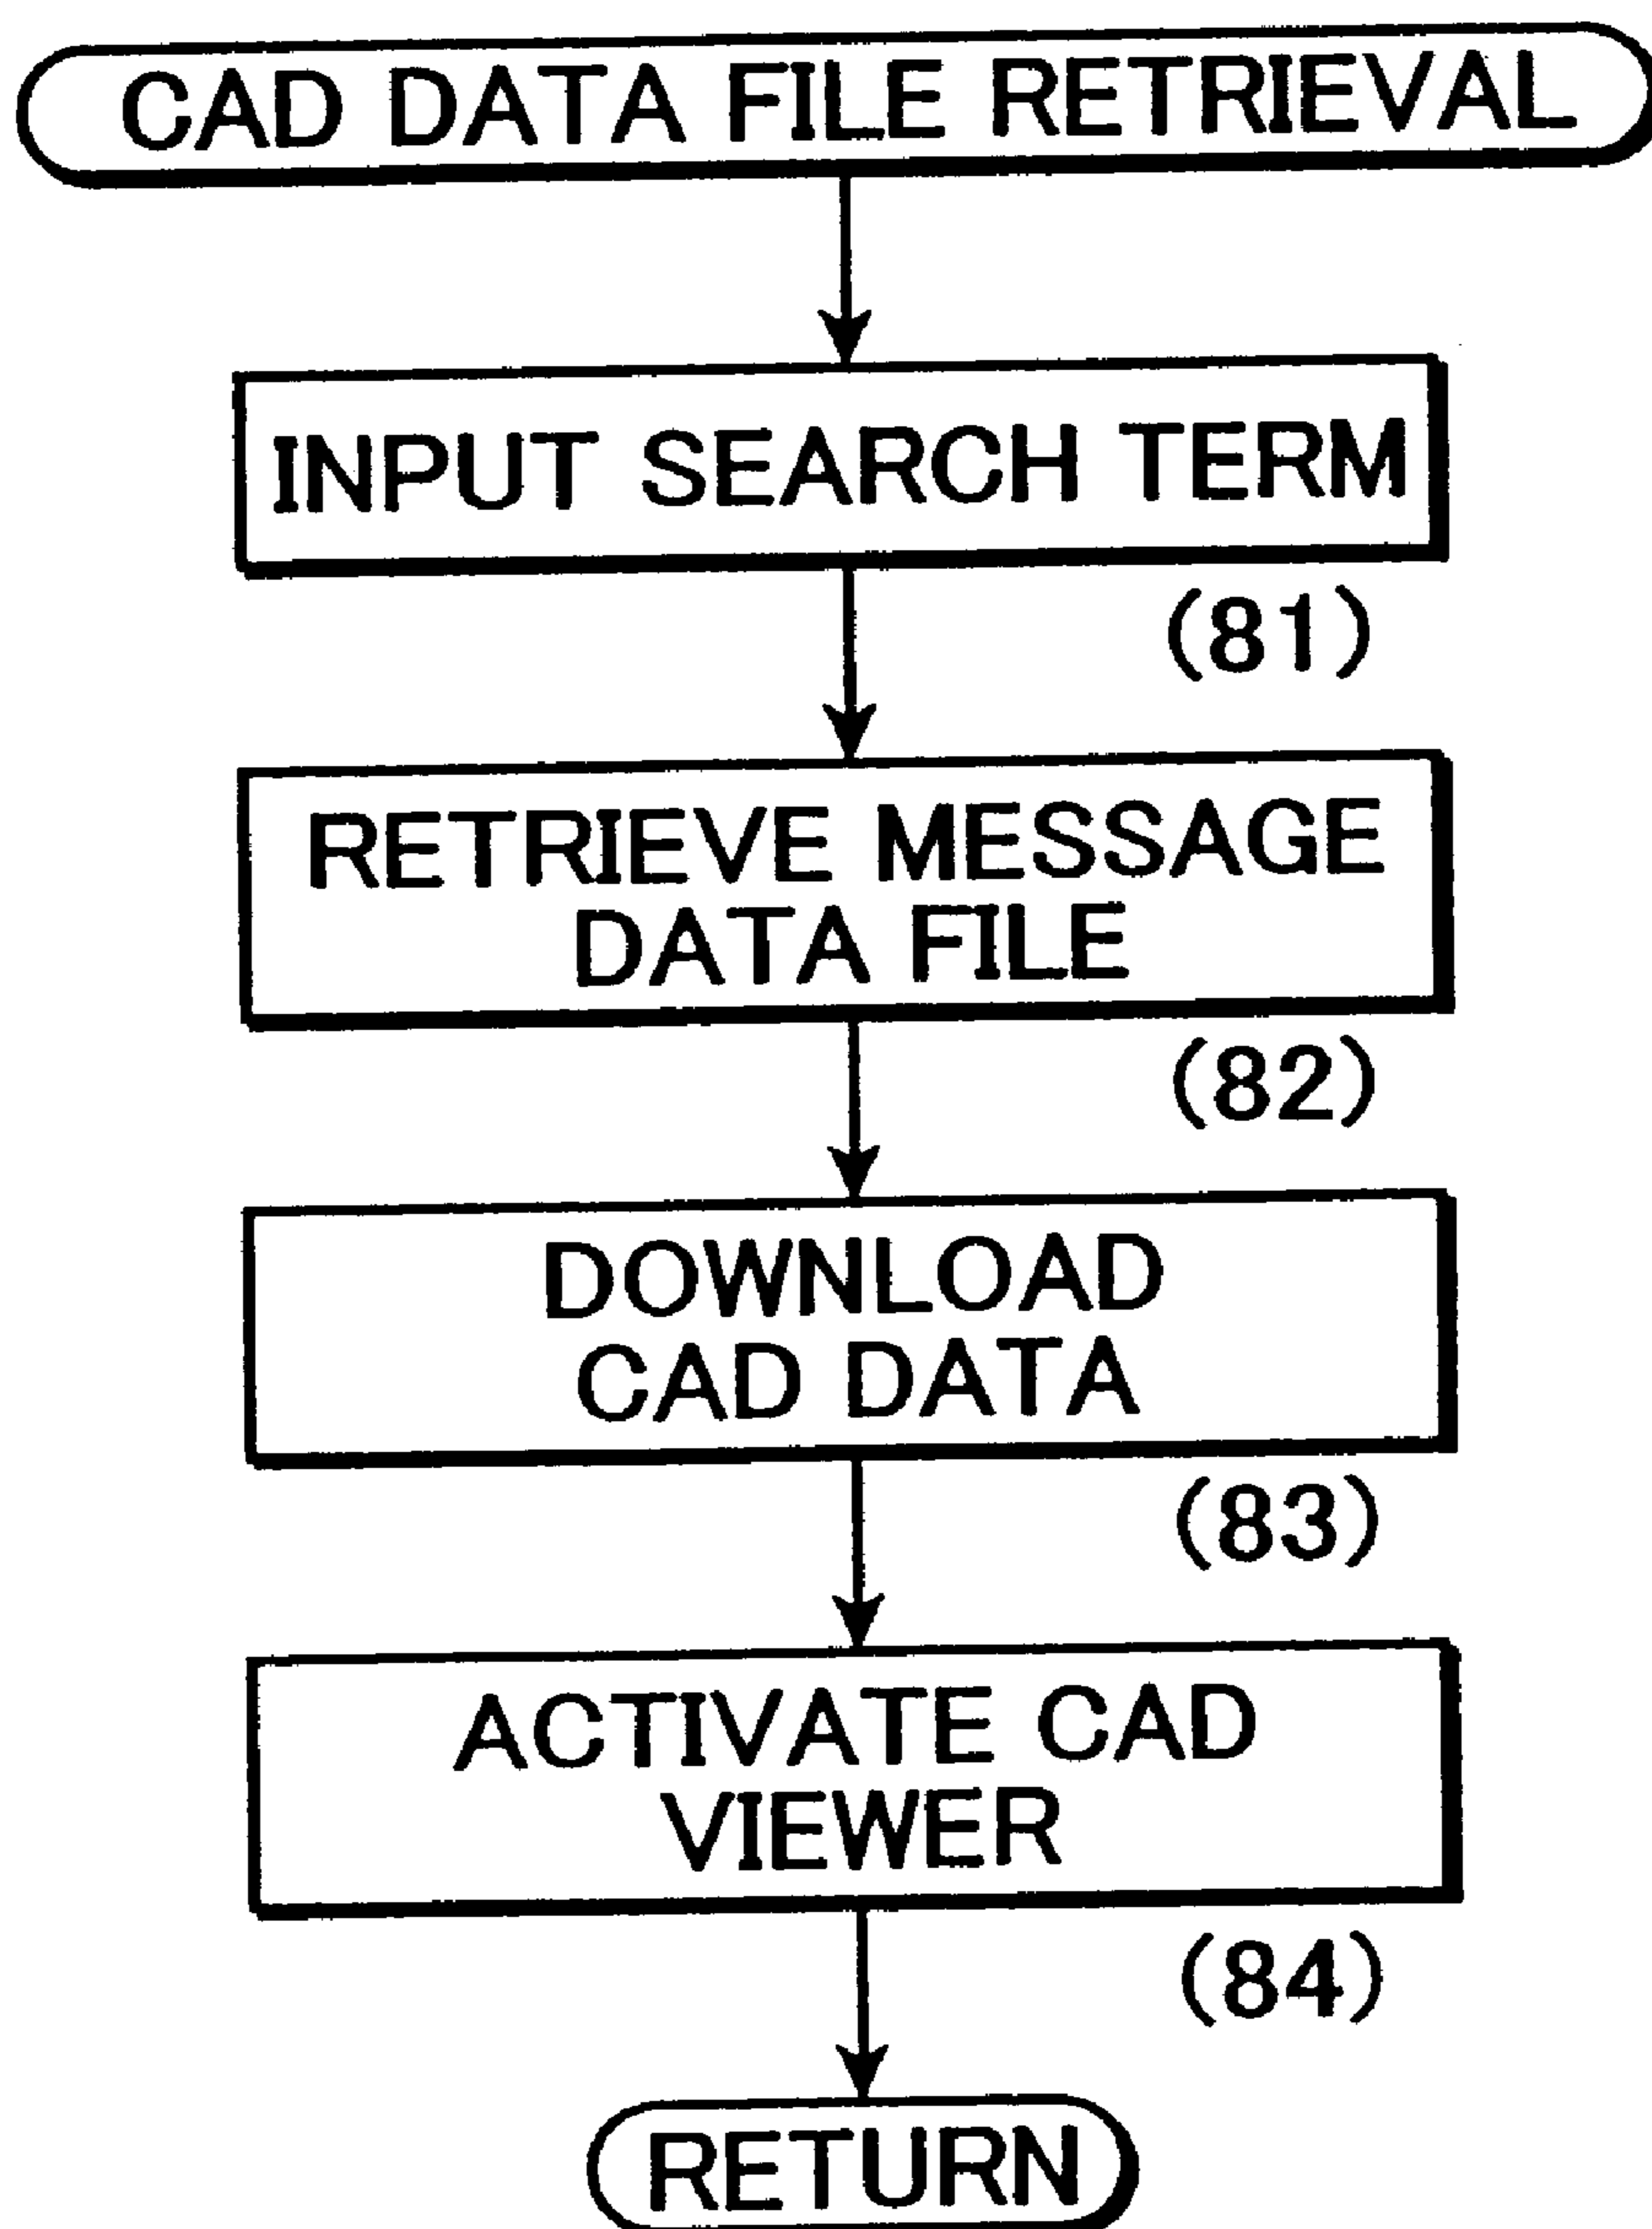 CAD DATA FILE RETRIEVAL
INPUT SEARCH TERM
(81)
RETRIEVE MESSAGE
DATA FILE
(82)
DOWNLOAD
CAD DATA
(83)
ACTIVATE CAD
VIEWER
(84)
RETURN